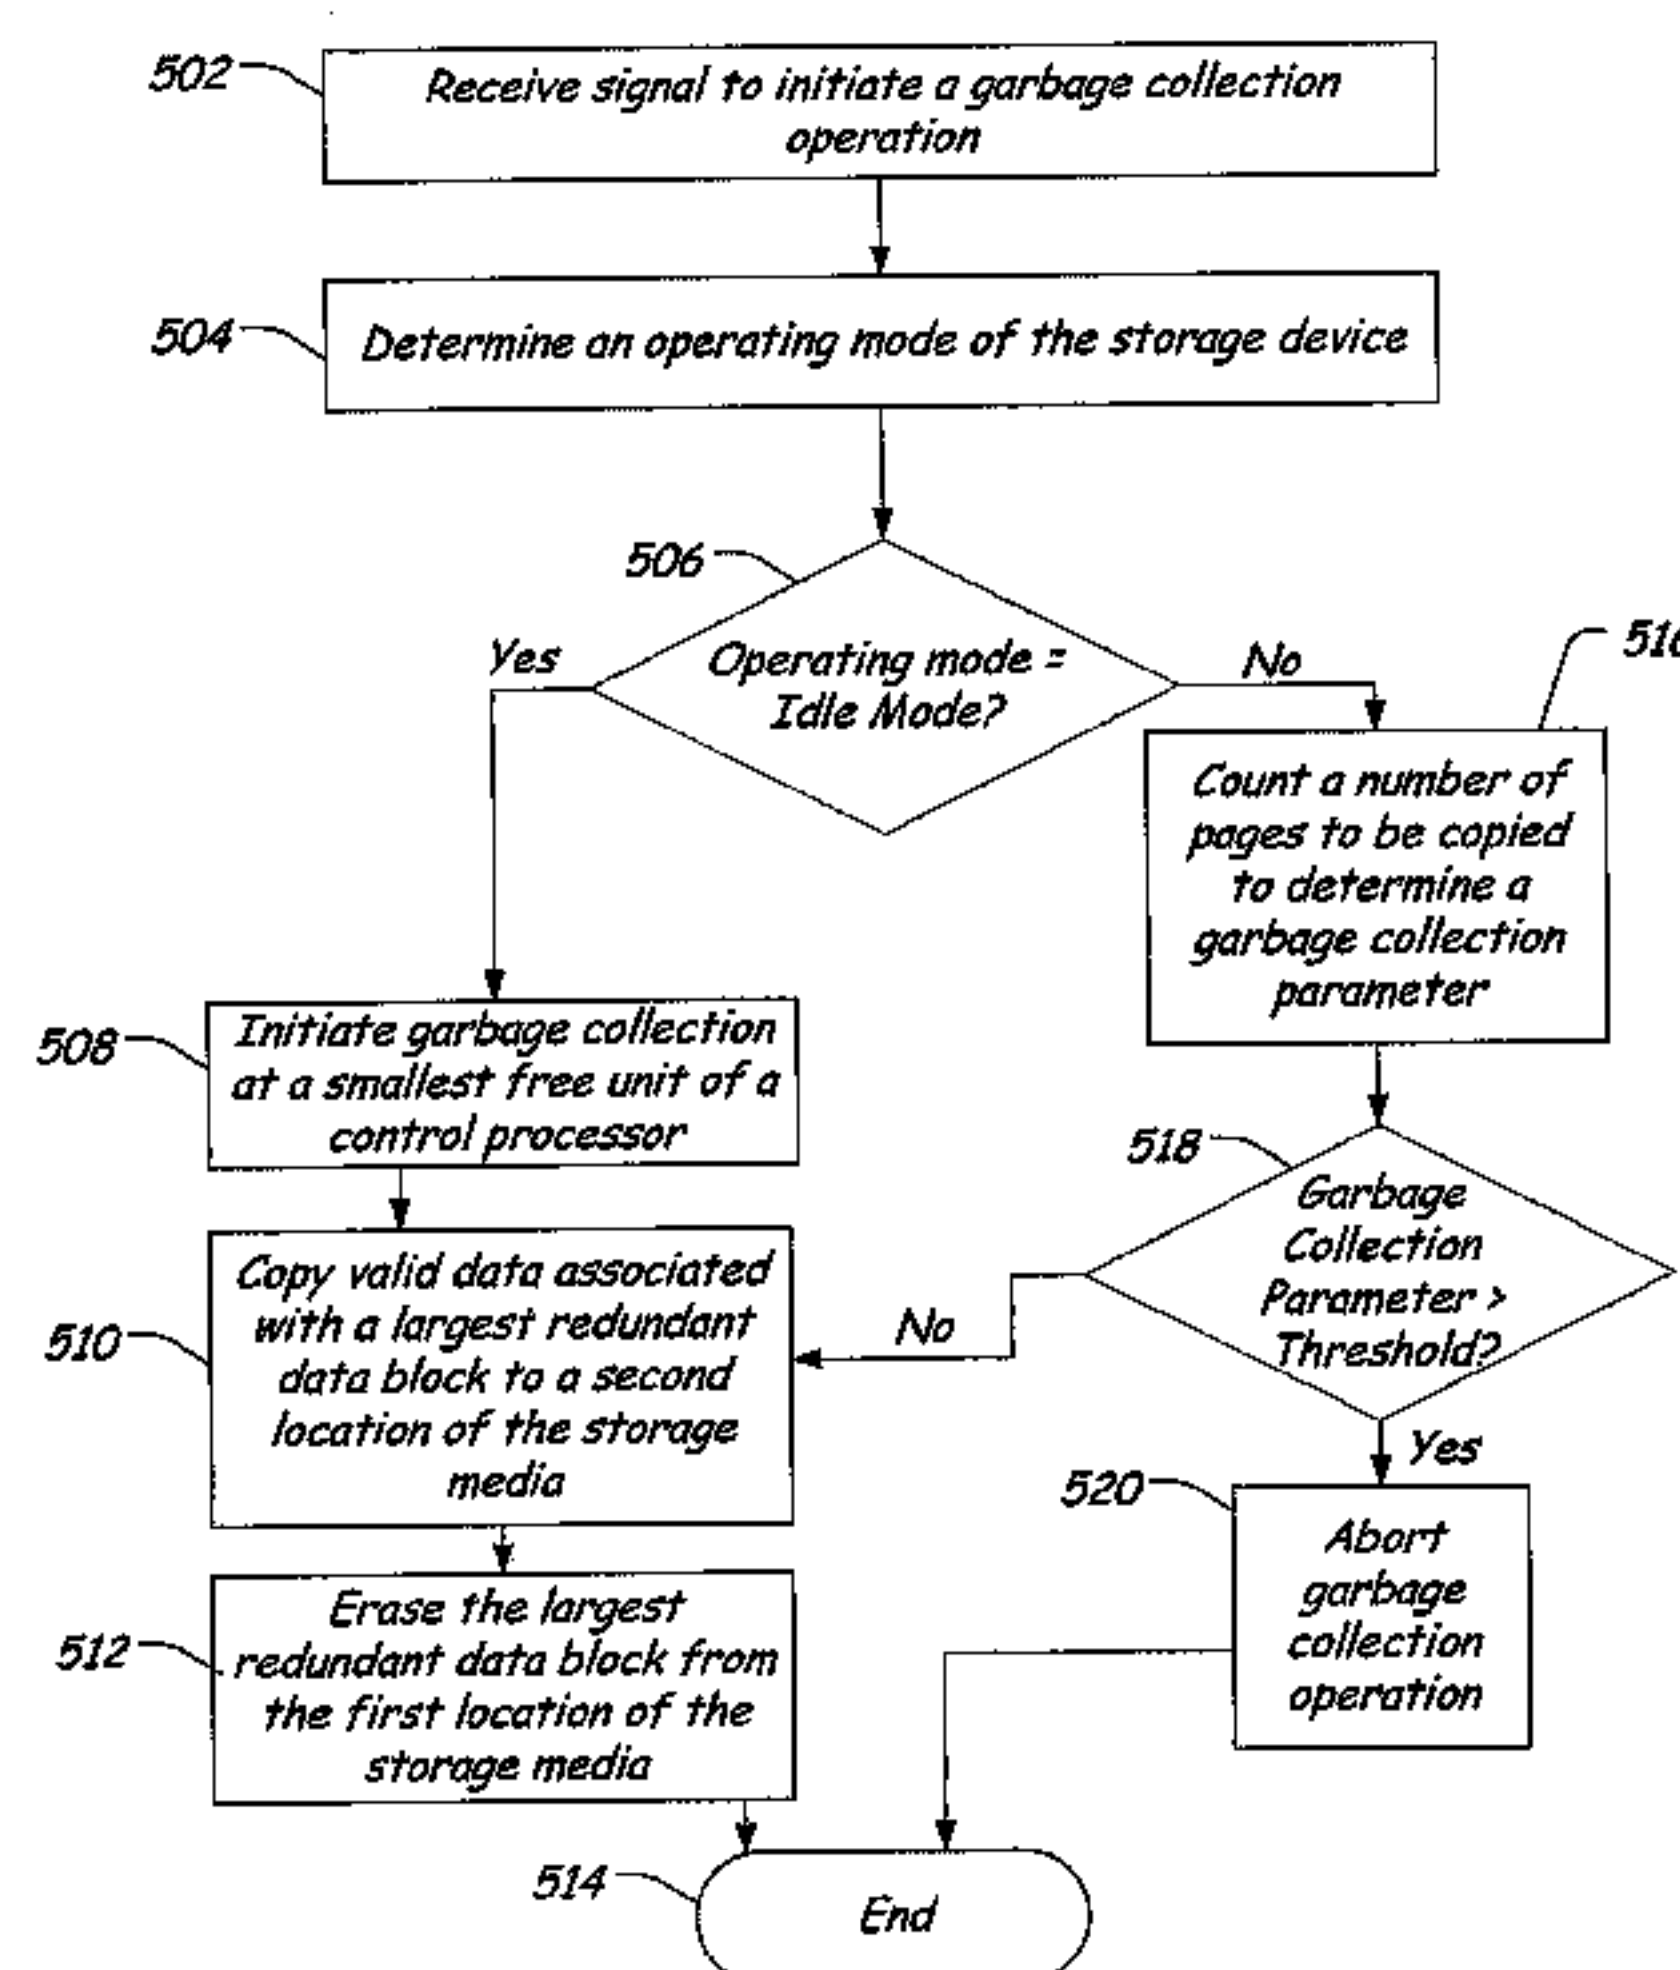 502
Receive signal to initiate a garbage collection
operation
504
Determine an operating mode of the storage device
506
Operating mode =
Idle Mode?
Yes
No
Count a number of
pages to be copied
to determine a
garbage collection
parameter
508
Initiate garbage collection
at a smallest free unit of a
control processor
518
Garbage
Collection
Parameter >
Threshold?
No
Yes
510
Copy valid data associated
with a largest redundant
data block to a second
location of the storage
media
520
Abort
garbage
collection
operation
512
Erase the largest
redundant data block from
the first location of the
storage media
514
End